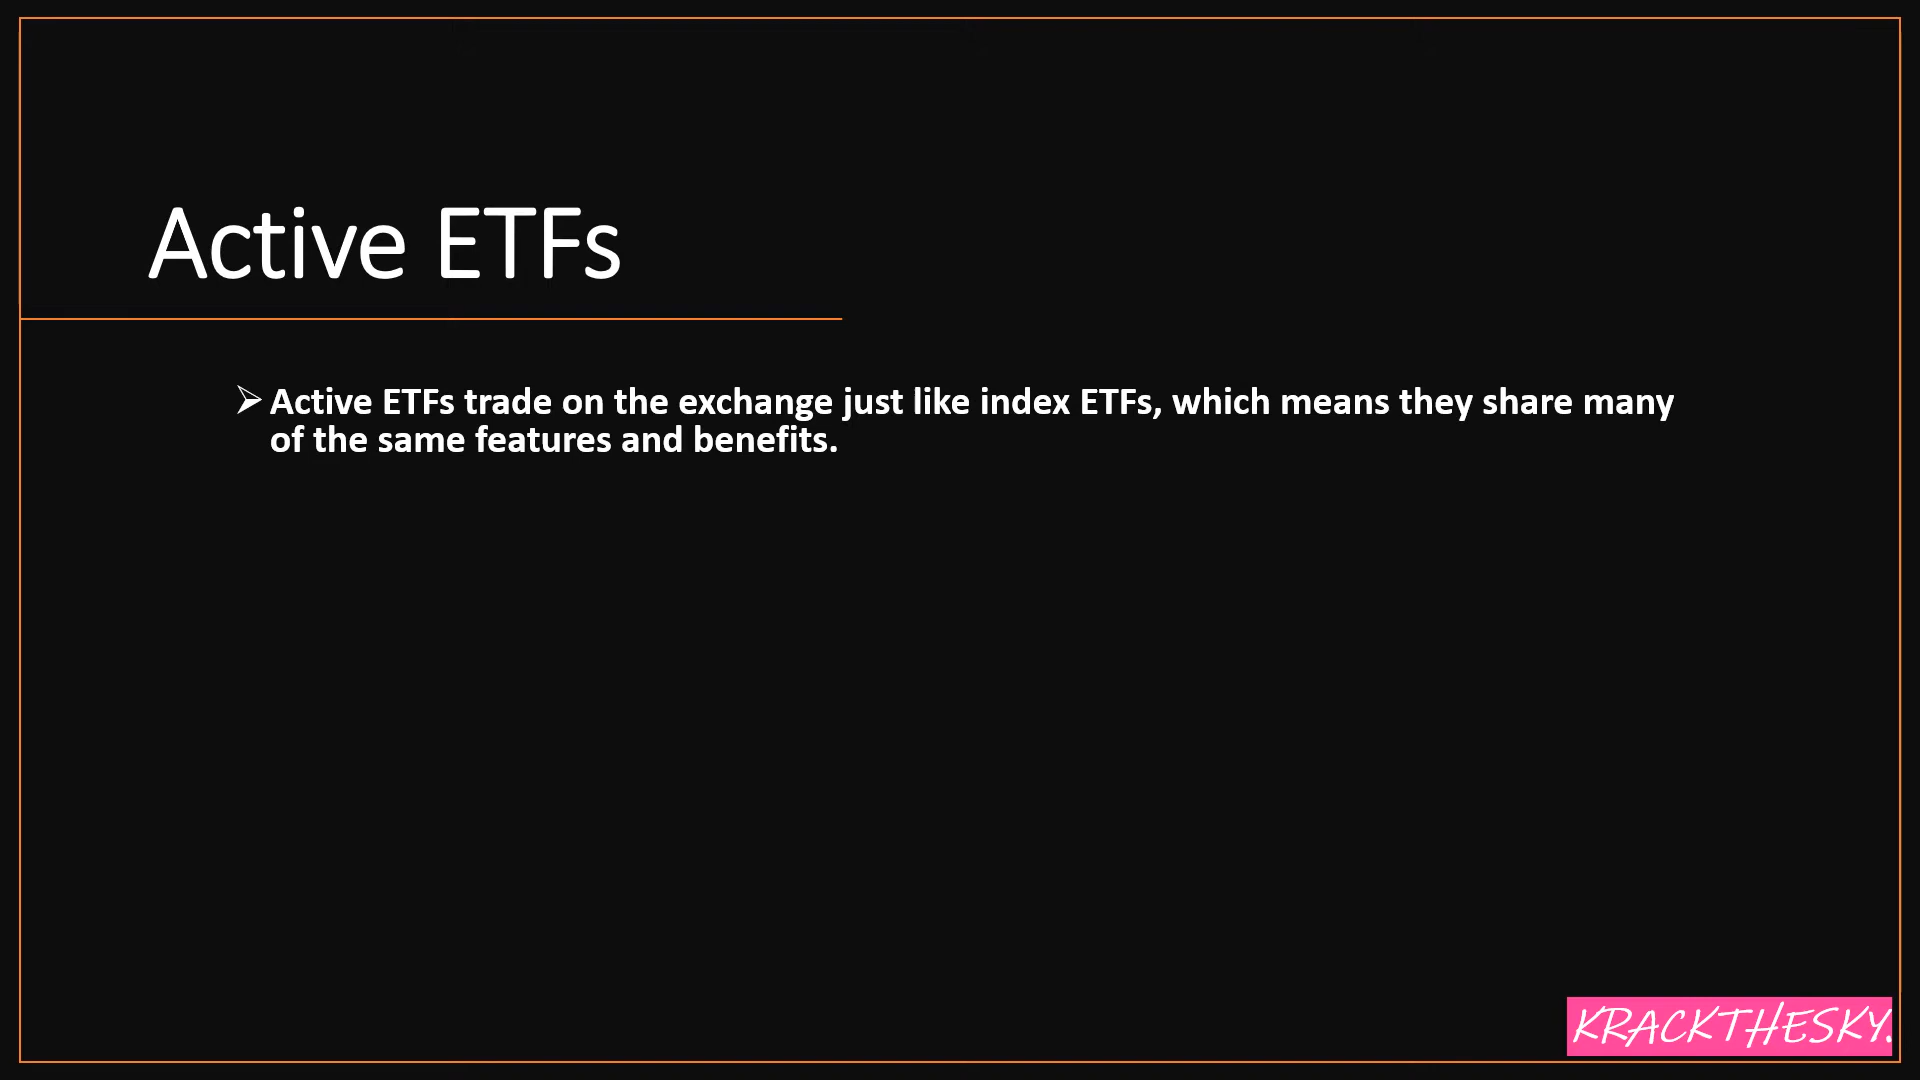 Active ETFs
➢ Active ETFs trade on the exchange just like index ETFs, which means they share many
of the same features and benefits.
KRACKTHESKY.